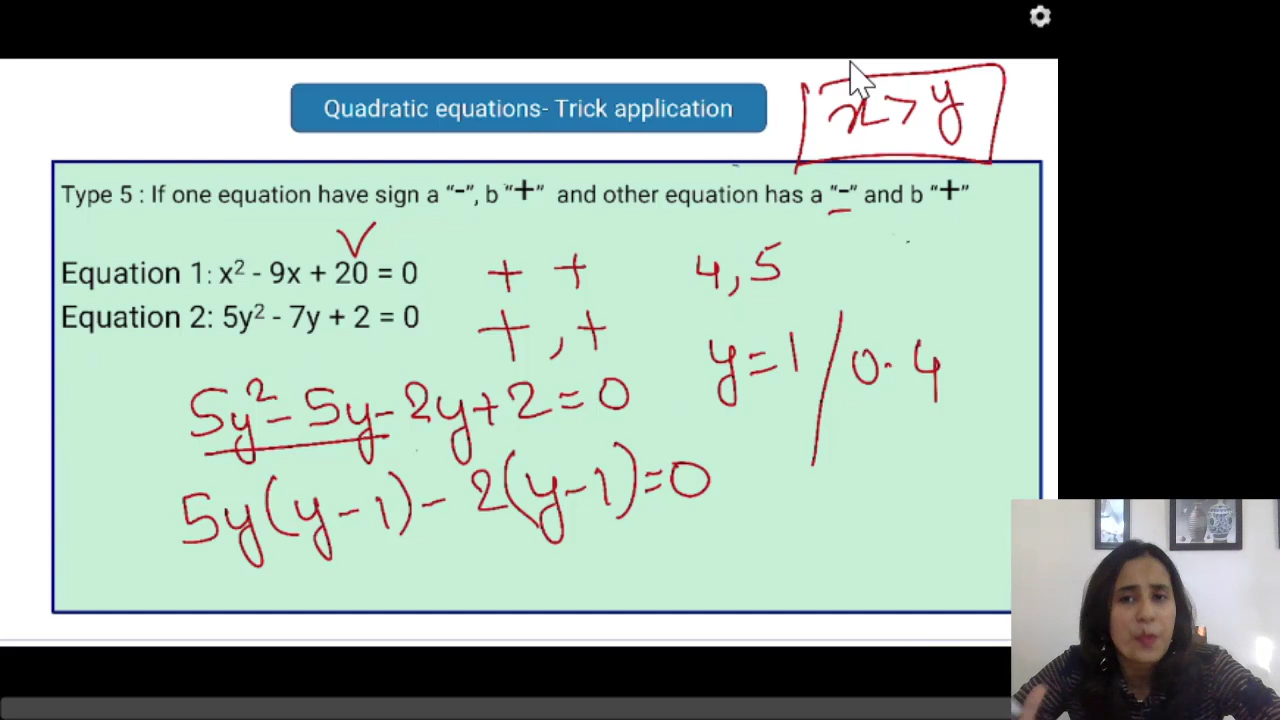 Quadratic equations- Trick application
x > y
Type 5 : If one equation have sign a “-”, b “+” and other equation has a “-” and b “+”
Equation 1: x² - 9x + 20 = 0
+ +
4, 5
Equation 2: 5y² - 7y + 2 = 0
+ , +
y = 1 / 0.4
5y² - 5y - 2y + 2 = 0
5y(y - 1) - 2(y - 1) = 0